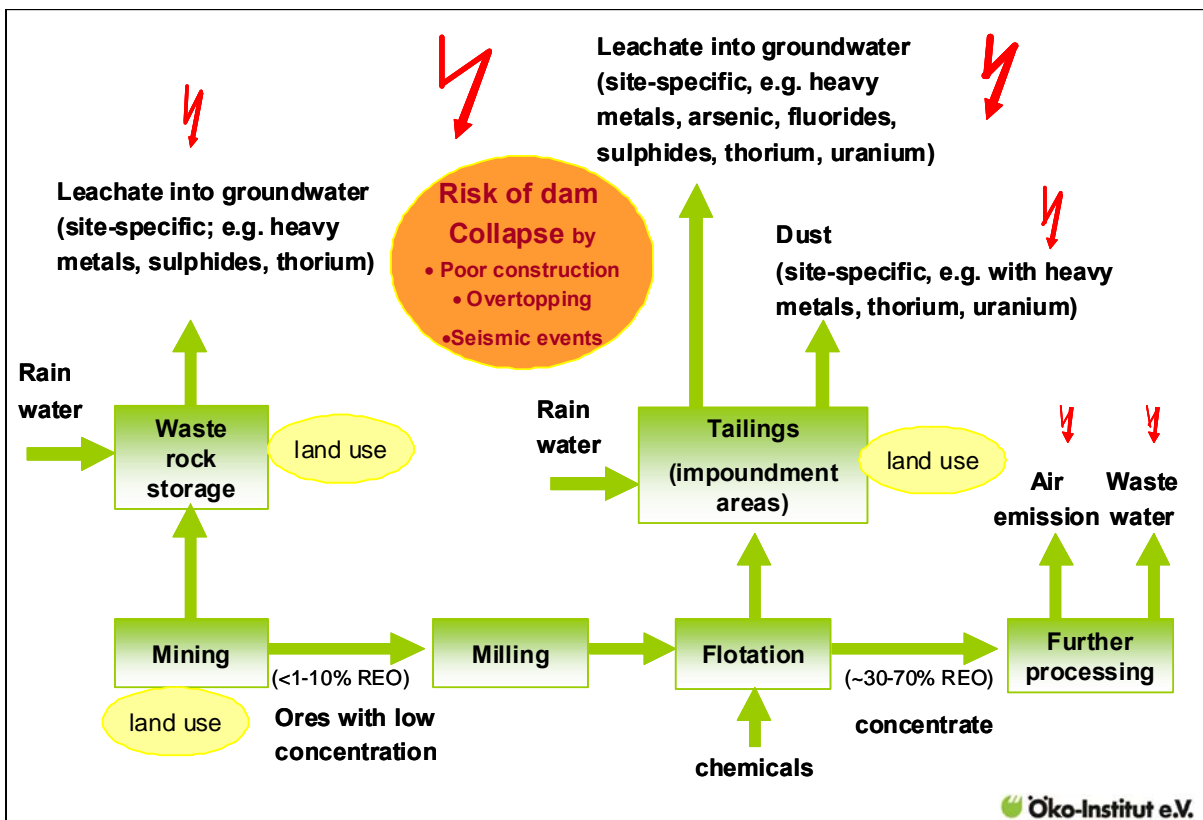 Leachate into groundwater
(site-specific, e.g. heavy
metals, arsenic, fluorides,
sulphides, thorium, uranium)
Leachate into groundwater
(site-specific; e.g. heavy
metals, sulphides, thorium)
Risk of dam
Collapse by
• Poor construction
• Overtopping
•Seismic events
Dust
(site-specific, e.g. with heavy
metals, thorium, uranium)
Rain
water
Waste
rock
storage
land use
Rain
water
Tailings
(impoundment
areas)
land use
Air
emission
Waste
water
Mining
land use
(<1-10% REO)
Ores with low
concentration
Milling
Flotation
chemicals
(~30-70% REO)
concentrate
Further
processing
Öko-Institut e.V.